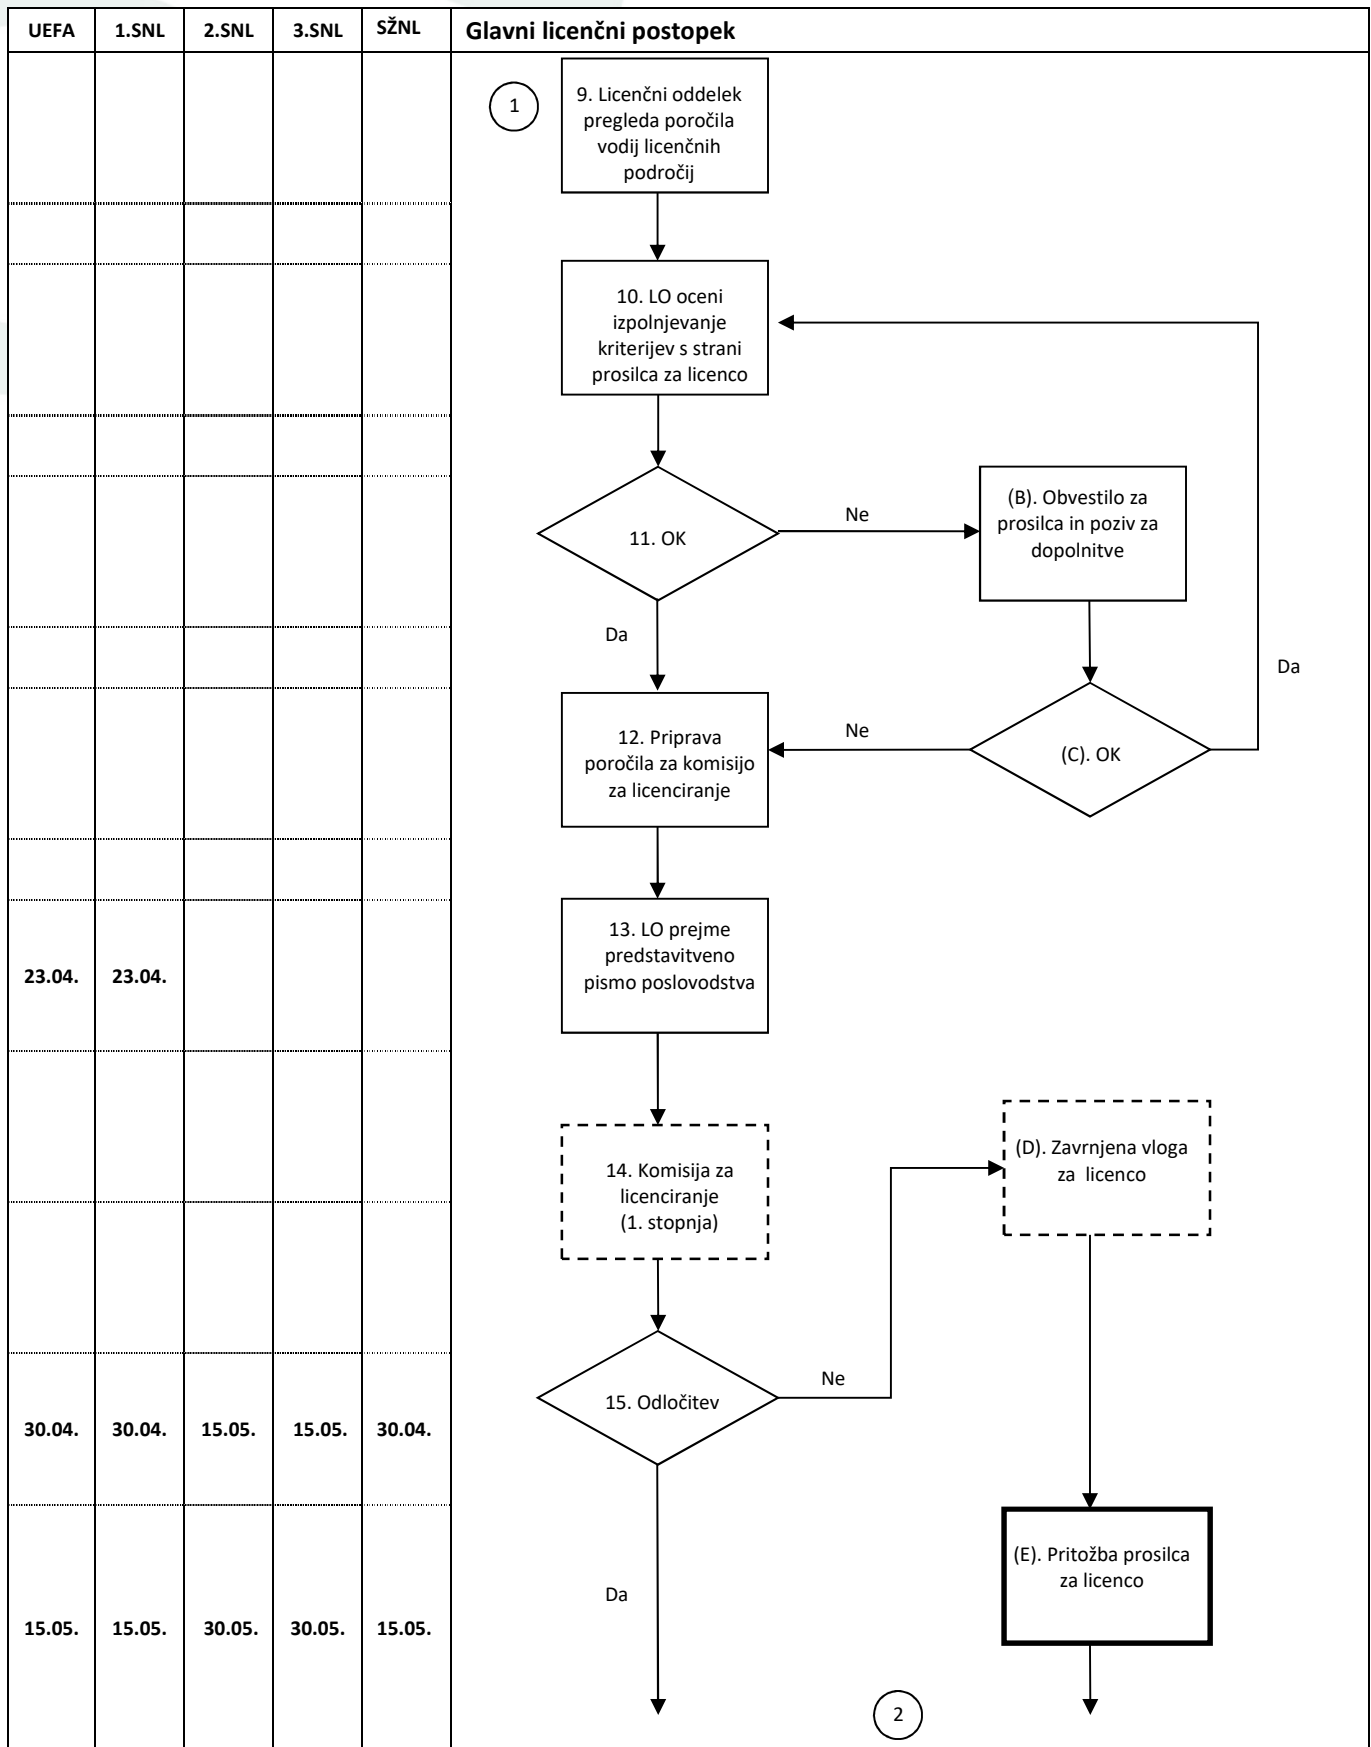 UEFA 1.SNL 2.SNL 3.SNL SŽNL Glavni licenčni postopek
1
9. Licenčni oddelek
pregleda poročila
vodij licenčnih
področij
10. LO oceni
izpolnjevanje
kriterijev s strani
prosilca za licenco
11. OK
Ne
(B). Obvestilo za
prosilca in poziv za
dopolnitve
Da
Da
12. Priprava
poročila za komisijo
za licenciranje
Ne
(C). OK
23.04. 23.04.
13. LO prejme
predstavitveno
pismo poslovodstva
14. Komisija za
licenciranje
(1. stopnja)
(D). Zavrnjena vloga
za licenco
30.04. 30.04. 15.05. 15.05. 30.04.
15. Odločitev
Ne
15.05. 15.05. 30.05. 30.05. 15.05.
Da
(E). Pritožba prosilca
za licenco
2